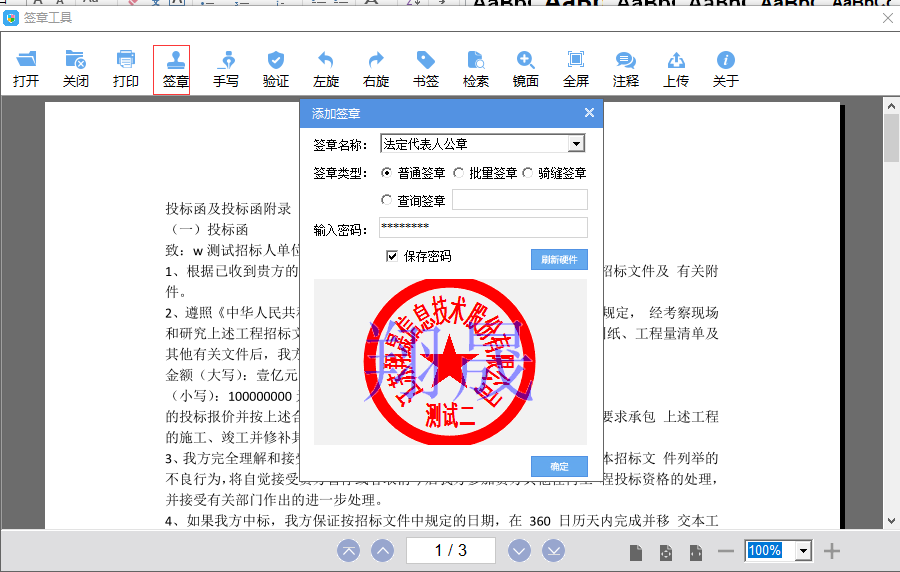 签章工具
打开 关闭 打印 签章 手写 验证 左旋 右旋 书签 检索 镜面 全屏 注释 上传 关于
添加签章
签章名称： 法定代表人公章
签章类型： 普通签章 批量签章 骑缝签章
查询签章
输入密码： ********
保存密码 刷新硬件
江苏翔晟信息技术股份有限公司
翔晟
测试二
确定
投标函及投标函附录
（一）投标函
致：w 测试招标人单位
1、根据已收到贵方的 招标文件及 有关附
件。
2、遵照《中华人民共和 规定， 经考察现场
和研究上述工程招标文 图纸、工程量清单及
其他有关文件后，我方
金额（大写）：壹亿元
（小写）：100000000
的投标报价并按上述合 要求承包 上述工程
的施工、竣工并修补其
3、我方完全理解和接受 本招标文 件列举的
不良行为,将自觉接受 程投标资格的处理，
并接受有关部门作出的进一步处理。
4、如果我方中标，我方保证按招标文件中规定的日期，在 360 日历天内完成并移 交本工
1 / 3
100%